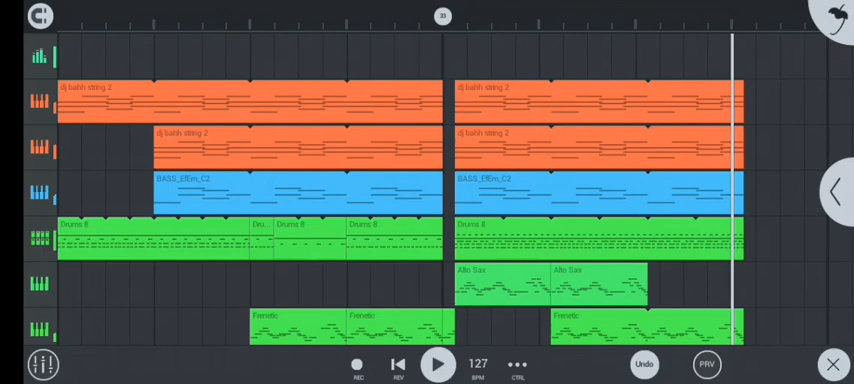 33
dj bahh string 2
dj bahh string 2
dj bahh string 2
dj bahh string 2
BASS_EfEm_C2
BASS_EfEm_C2
Drums 8
Dru...
Drums 8
Drums 8
Drums 8
Alto Sax
Alto Sax
Frenetic
Frenetic
Frenetic
REC
REV
127
BPM
CTRL
Undo
PRV